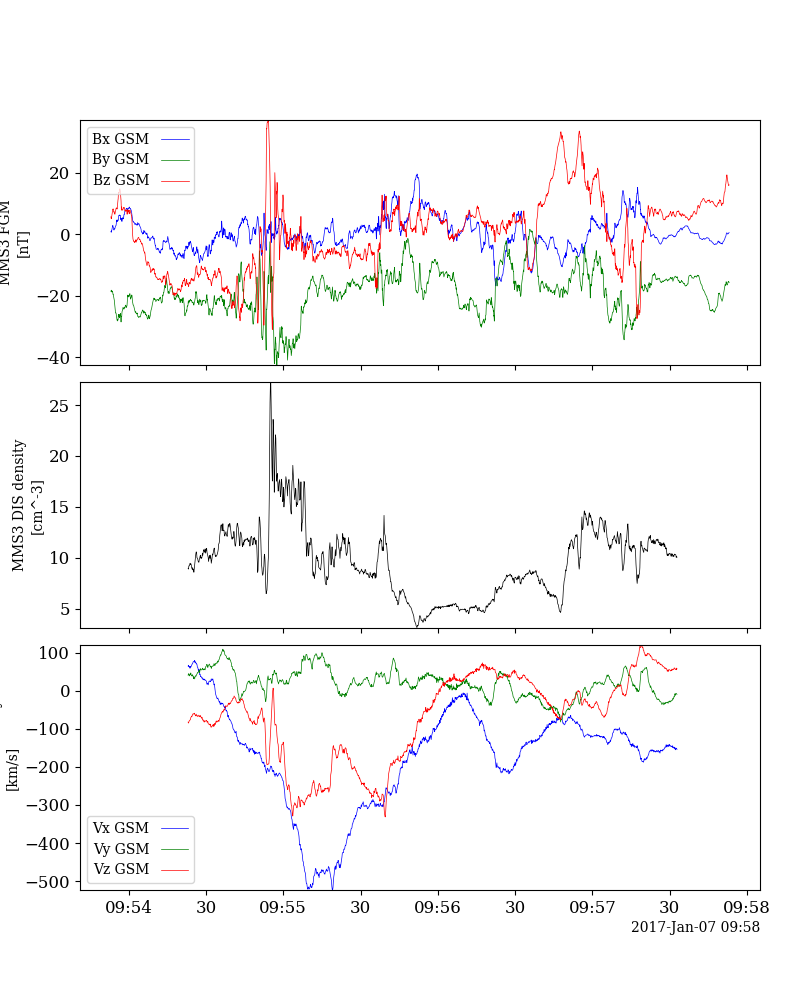 Bx GSM
By GSM
Bz GSM
MMS3 FGM
[nT]
20
0
−20
−40
MMS3 DIS density
[cm^-3]
25
20
15
10
5
[km/s]
100
0
−100
−200
−300
−400
−500
Vx GSM
Vy GSM
Vz GSM
09:54 30 09:55 30 09:56 30 09:57 30 09:58
2017-Jan-07 09:58